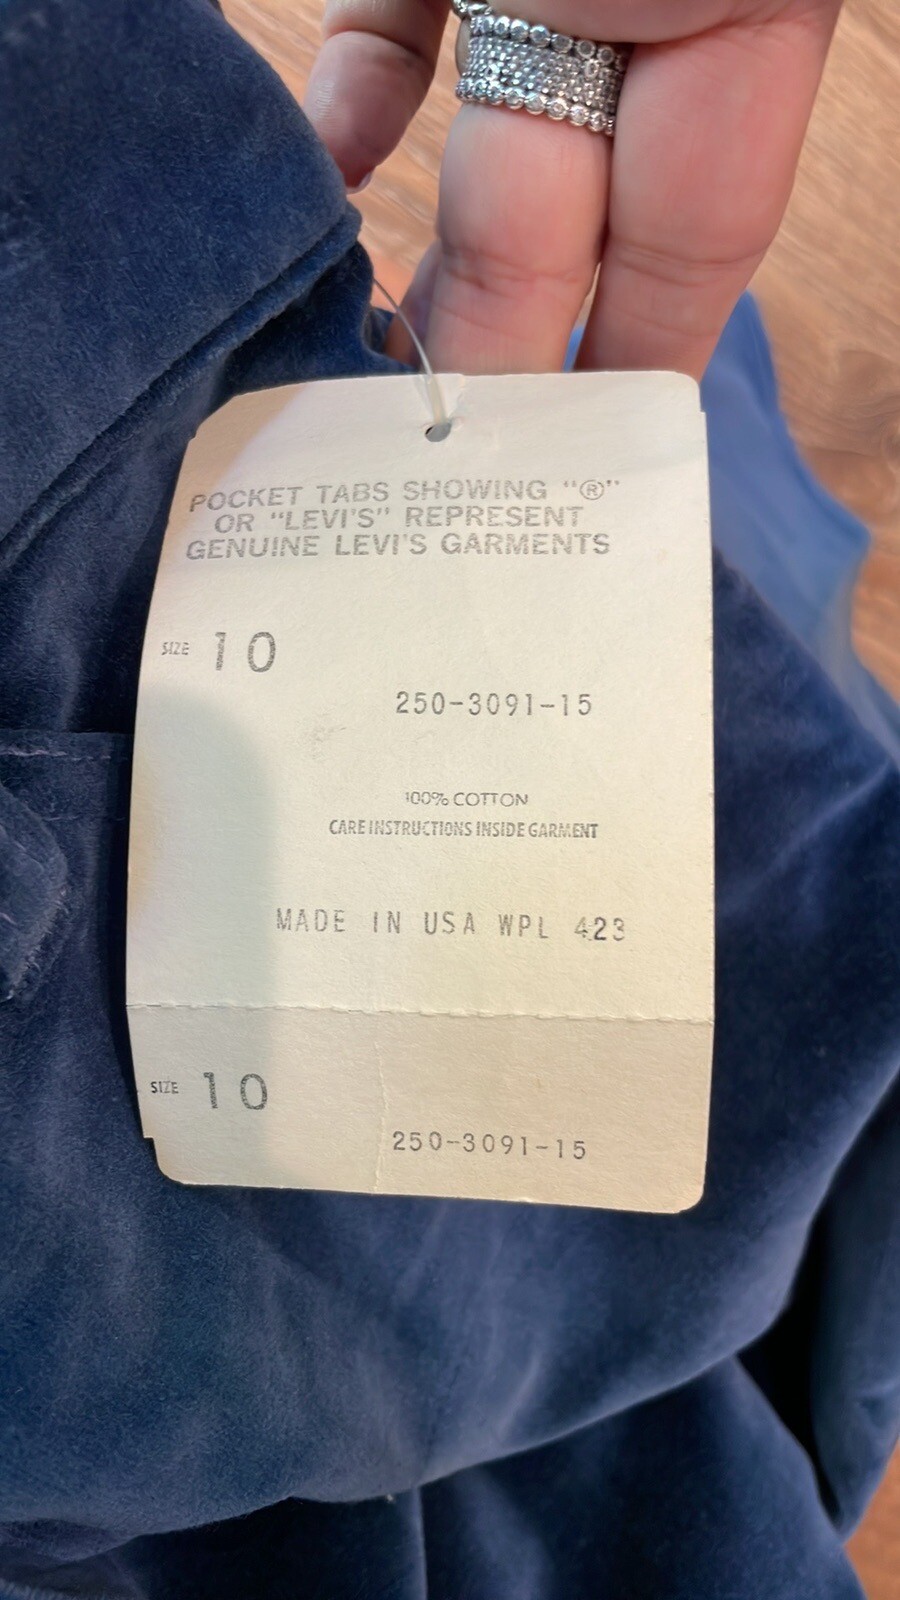 POCKET TABS SHOWING "®"
OR "LEVI'S" REPRESENT
GENUINE LEVI'S GARMENTS
SIZE 10
250-3091-15
100% COTTON
CARE INSTRUCTIONS INSIDE GARMENT
MADE IN USA WPL 423
SIZE 10
250-3091-15